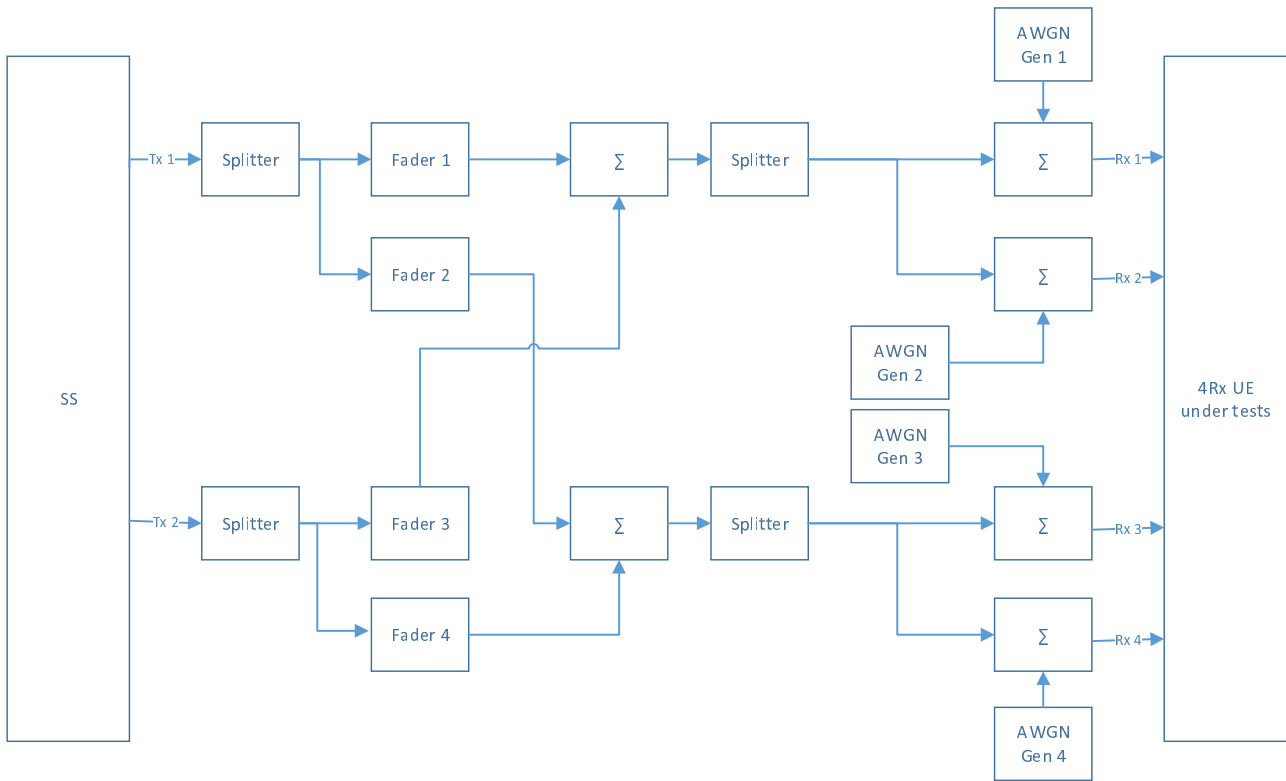 AWGN
Gen 1
Tx 1
Splitter
Fader 1
∑
Splitter
∑
Rx 1
Fader 2
∑
Rx 2
AWGN
Gen 2
SS
4Rx UE
under tests
AWGN
Gen 3
Tx 2
Splitter
Fader 3
∑
Splitter
∑
Rx 3
Fader 4
∑
Rx 4
AWGN
Gen 4